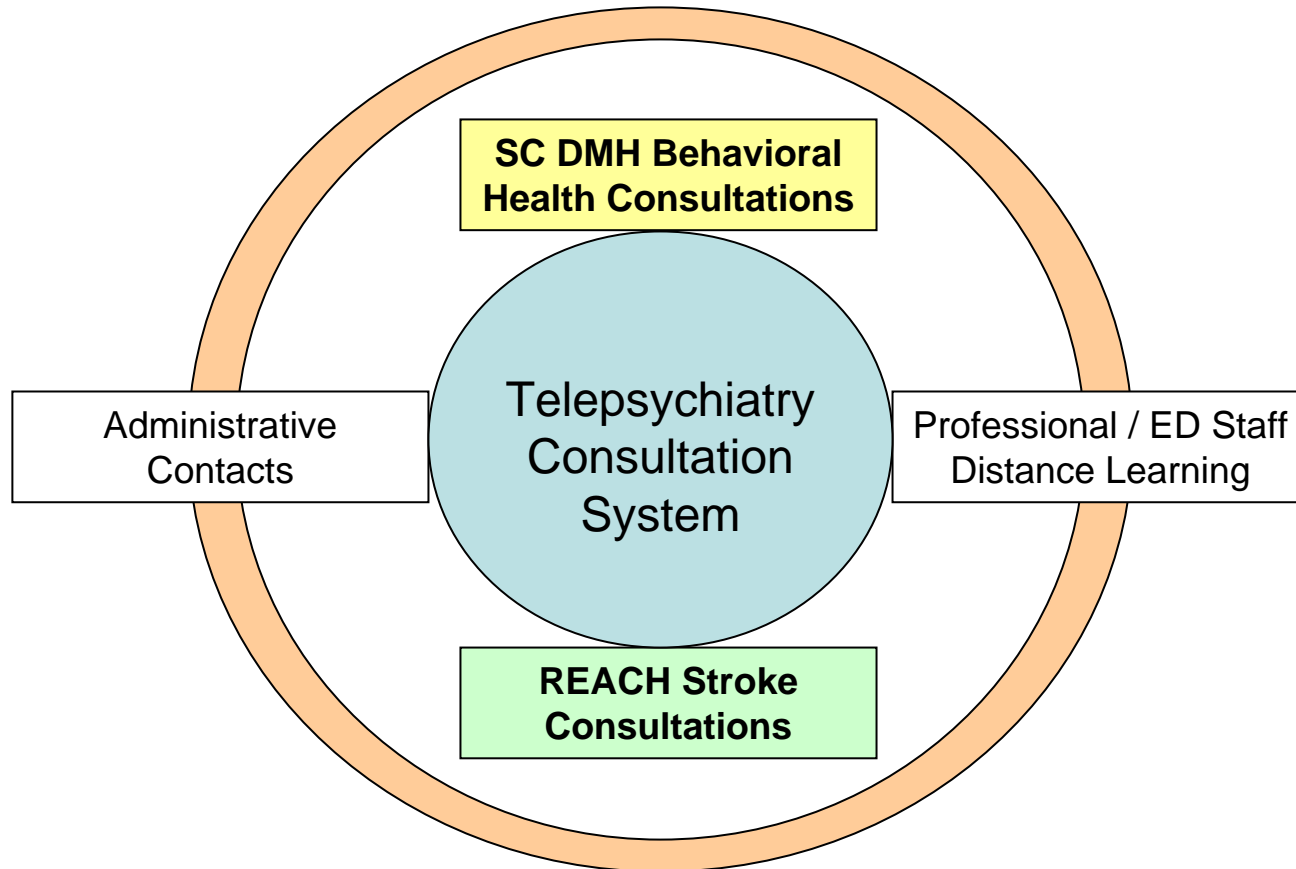 SC DMH Behavioral
Health Consultations
Administrative
Contacts
Telepsychiatry
Consultation
System
Professional / ED Staff
Distance Learning
REACH Stroke
Consultations